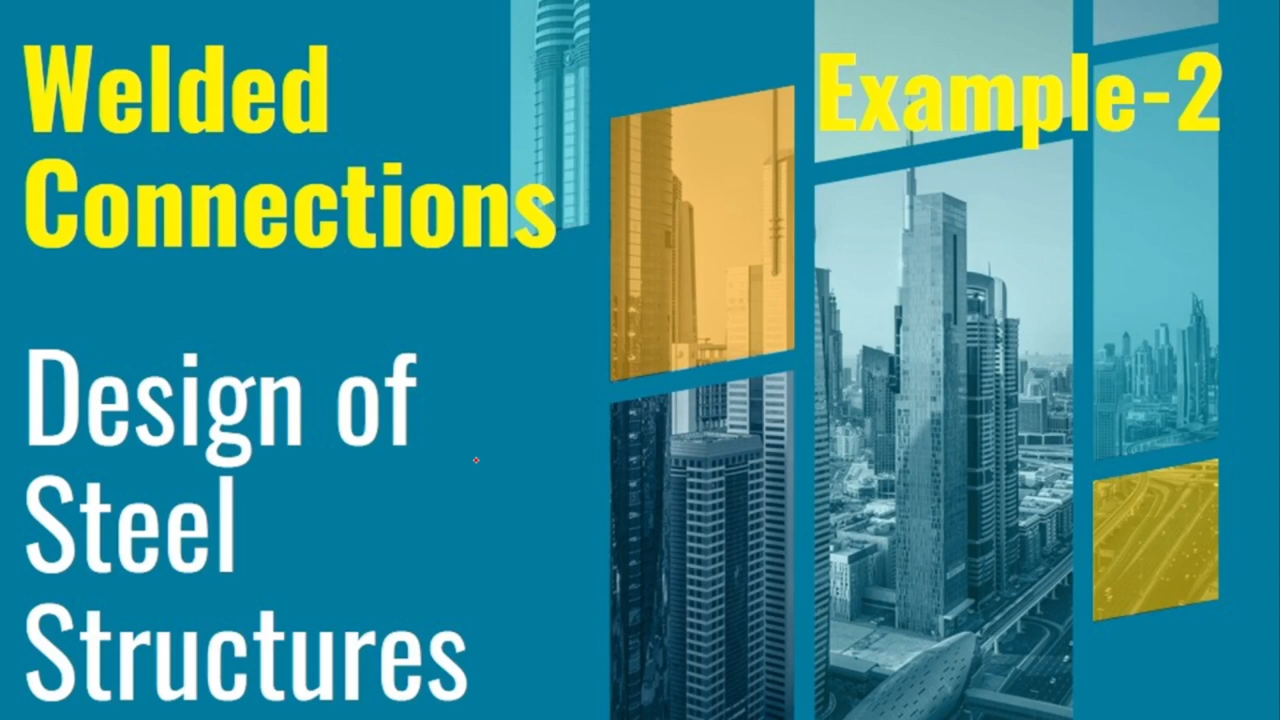 Welded
Connections
Example-2
Design of
Steel
Structures